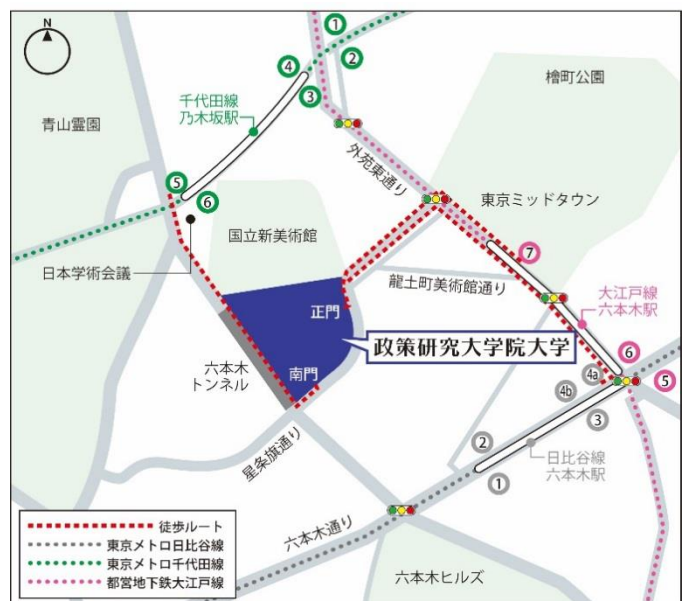 N
①
②
④
③
檜町公園
千代田線
乃木坂駅
青山霊園
外苑東通り
⑤
⑥
東京ミッドタウン
国立新美術館
日本学術会議
⑦
龍土町美術館通り
大江戸線
六本木駅
正門
政策研究大学院大学
六本木
トンネル
南門
⑥
4a
⑤
4b
③
星条旗通り
②
①
日比谷線
六本木駅
六本木通り
徒歩ルート
東京メトロ日比谷線
東京メトロ千代田線
都営地下鉄大江戸線
六本木ヒルズ